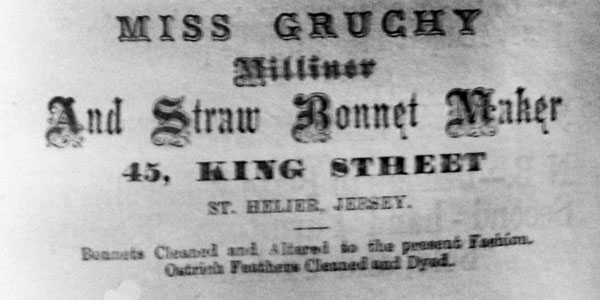 MISS GRUCHY
Milliner
And Straw Bonnet Maker
45, KING STREET
ST. HELIER, JERSEY.
Bonnets Cleaned and Altered to the present Fashion.
Ostrich Feathers Cleaned and Dyed.